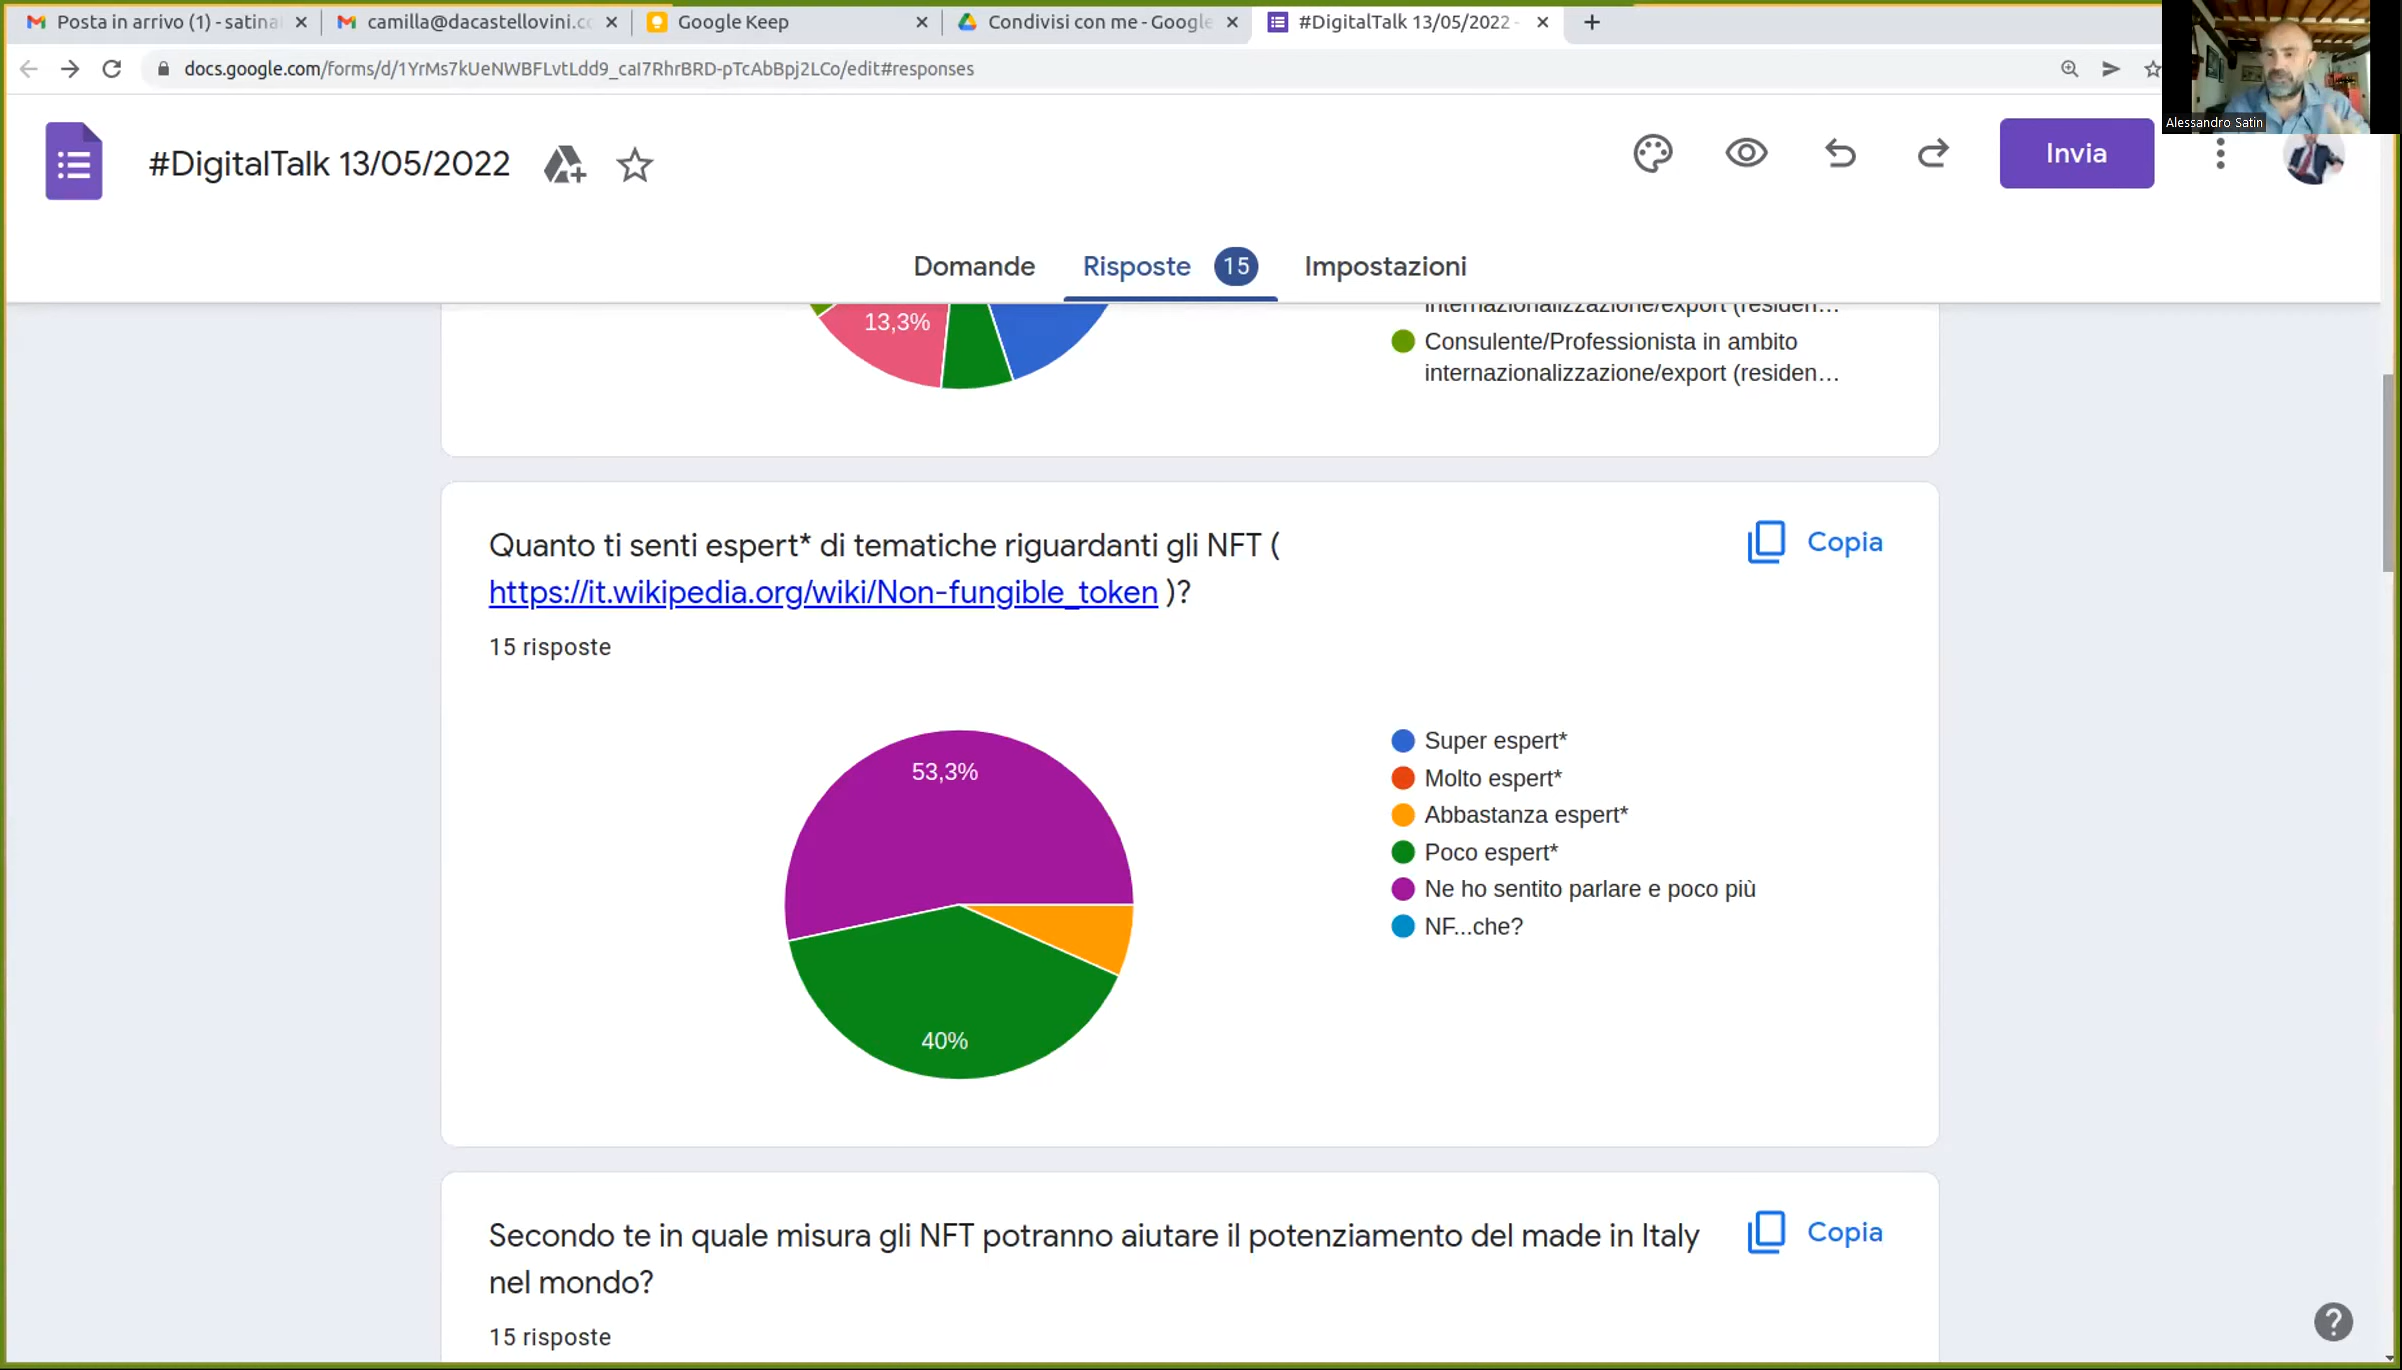 Posta in arrivo (1) - satina
camilla@dacastellovini.co
Google Keep
Condivisi con me - Google
#DigitalTalk 13/05/2022 -
docs.google.com/forms/d/1YrMs7kUeNWBFLvtLdd9_caI7RhrBRD-pTcAbBpj2LCo/edit#responses
Alessandro Satin
#DigitalTalk 13/05/2022
Invia
Domande
Risposte 15
Impostazioni
13,3%
internazionalizzazione/export (residen…
Consulente/Professionista in ambito
internazionalizzazione/export (residen…
Quanto ti senti espert* di tematiche riguardanti gli NFT (
https://it.wikipedia.org/wiki/Non-fungible_token )?
Copia
15 risposte
53,3%
40%
Super espert*
Molto espert*
Abbastanza espert*
Poco espert*
Ne ho sentito parlare e poco più
NF...che?
Secondo te in quale misura gli NFT potranno aiutare il potenziamento del made in Italy
nel mondo?
Copia
15 risposte